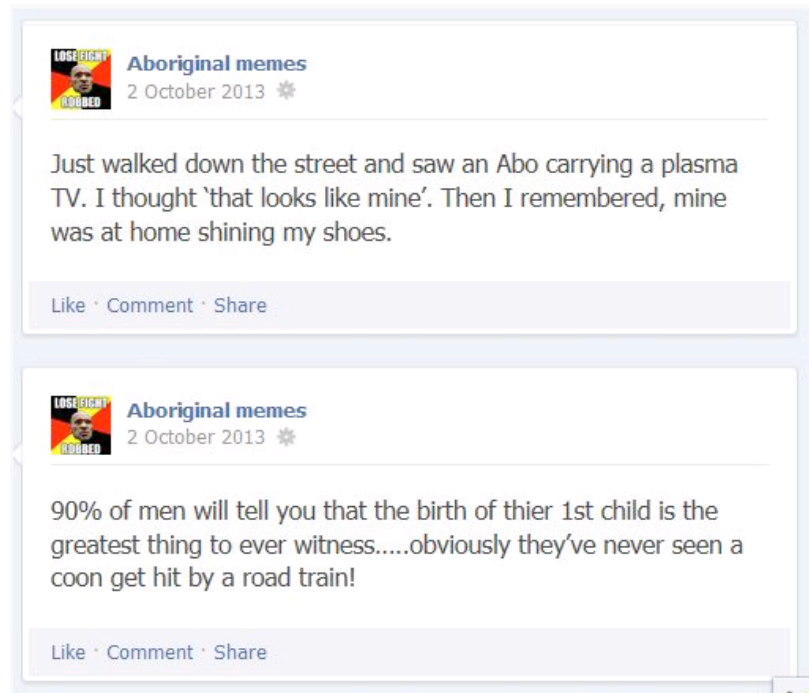 LOSE FIGHT
ROBBED
Aboriginal memes
2 October 2013
Just walked down the street and saw an Abo carrying a plasma
TV. I thought ‘that looks like mine’. Then I remembered, mine
was at home shining my shoes.
Like · Comment · Share
LOSE FIGHT
ROBBED
Aboriginal memes
2 October 2013
90% of men will tell you that the birth of thier 1st child is the
greatest thing to ever witness.....obviously they’ve never seen a
coon get hit by a road train!
Like · Comment · Share